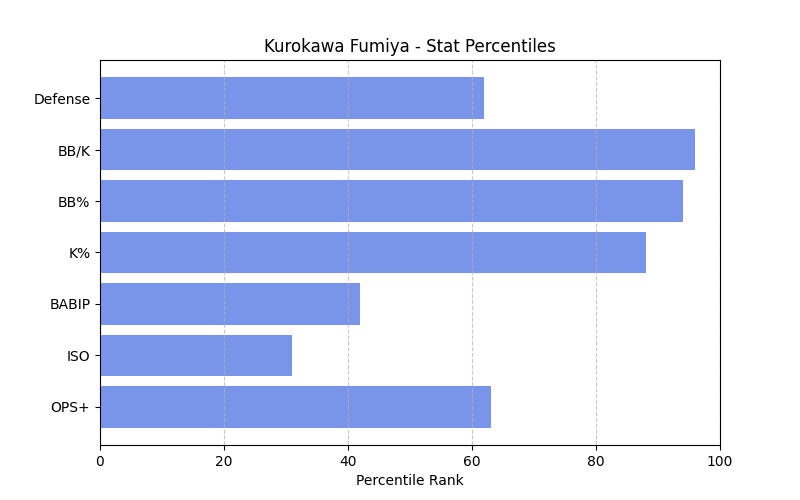 Kurokawa Fumiya - Stat Percentiles
Defense
BB/K
BB%
K%
BABIP
ISO
OPS+
0 20 40 60 80 100
Percentile Rank